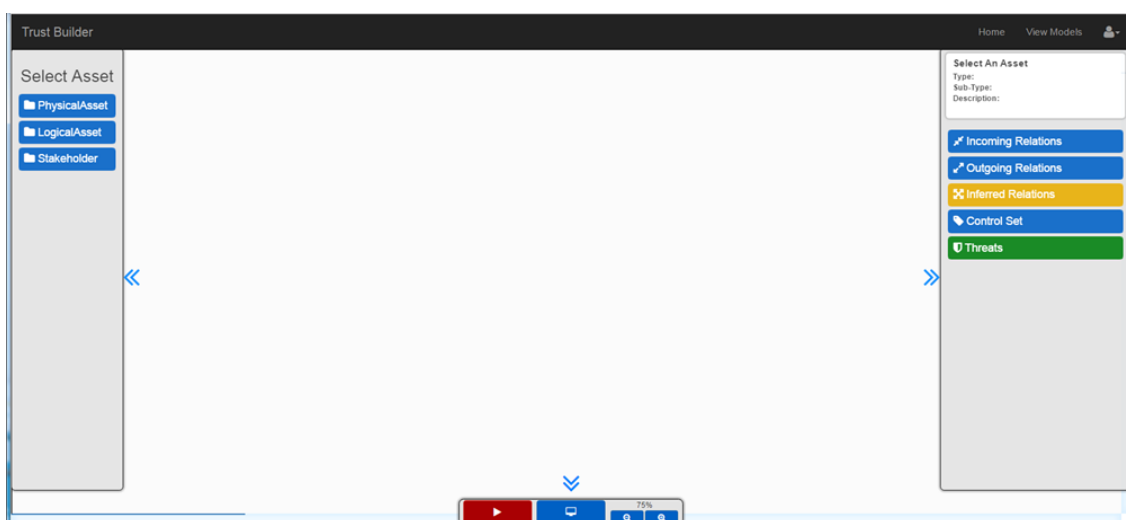 Trust Builder
Home View Models
Select Asset
PhysicalAsset
LogicalAsset
Stakeholder
Select An Asset
Type:
Sub-Type:
Description:
Incoming Relations
Outgoing Relations
Inferred Relations
Control Set
Threats
75%